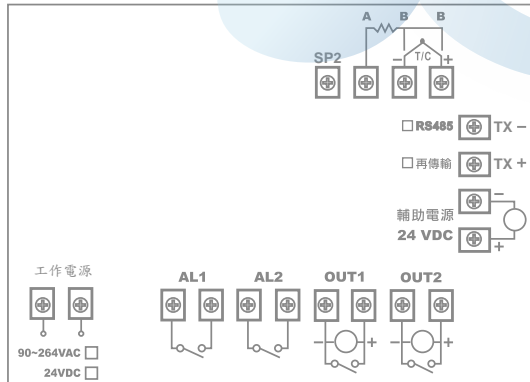 A B B
SP2
− T/C +
□ RS485 TX −
□ 再傳輸 TX +
−
輔助電源
24 VDC
+
工作電源
AL1 AL2 OUT1 OUT2
− + − +
90~264VAC □
24VDC □